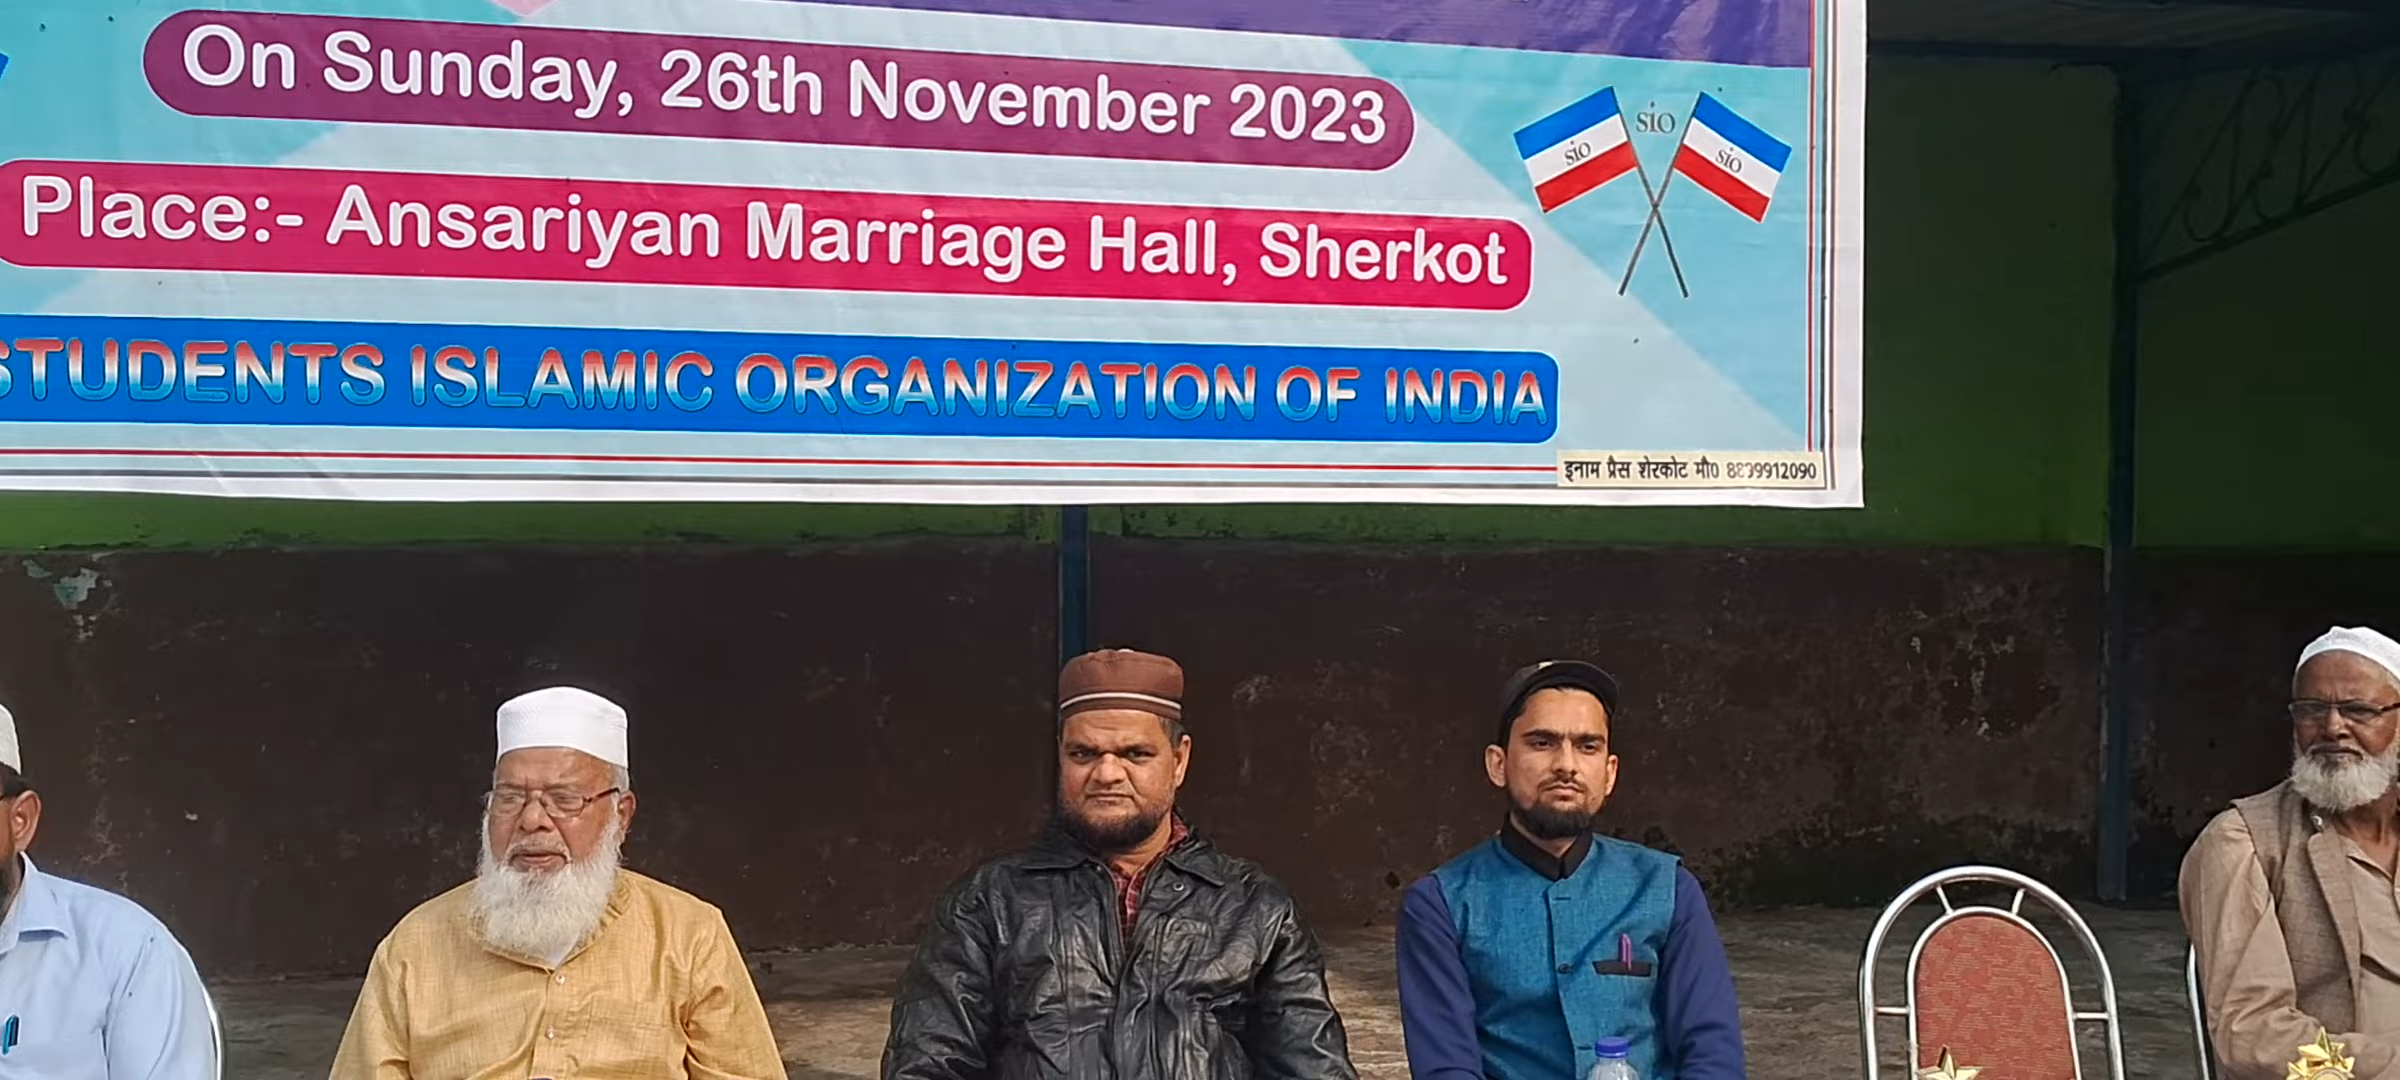 On Sunday, 26th November 2023
sio
sio
sio
Place:- Ansariyan Marriage Hall, Sherkot
STUDENTS ISLAMIC ORGANIZATION OF INDIA
इनाम प्रैस शेरकोट मौ0